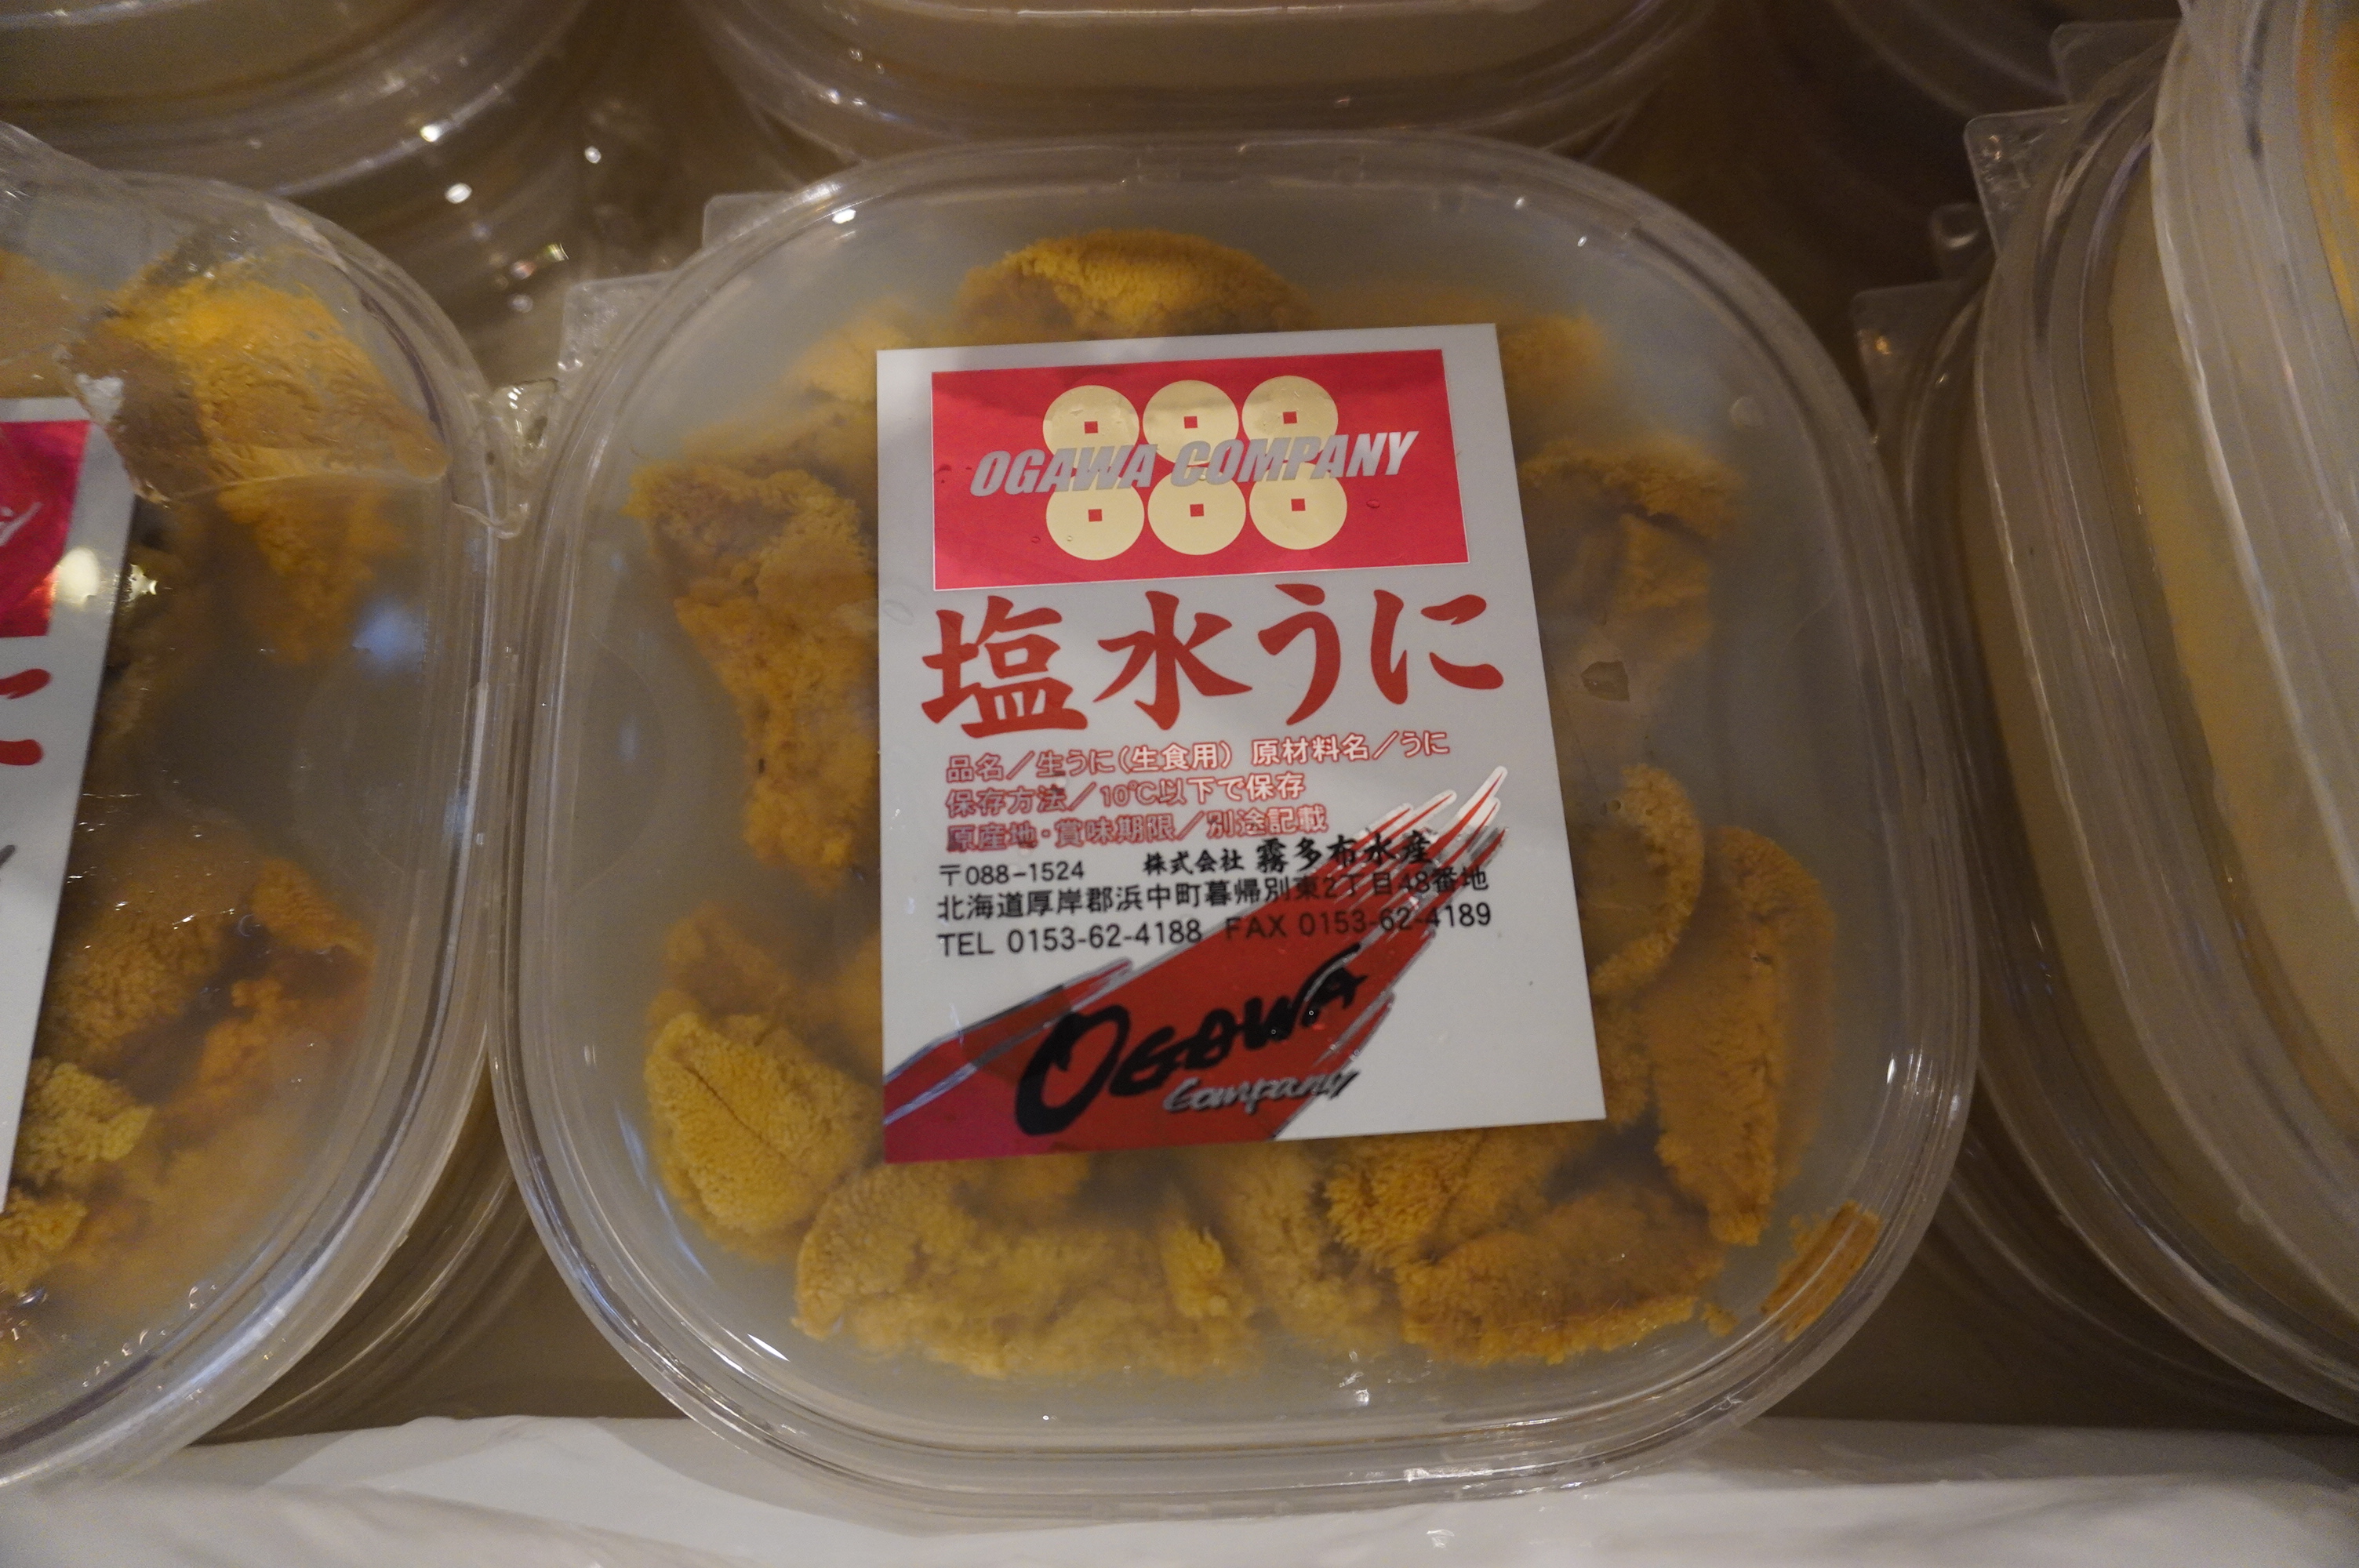 OGAWA COMPANY
塩水うに
品名／生うに（生食用） 原材料名／うに
保存方法／10℃以下で保存
原産地・賞味期限／別途記載
〒088-1524 株式会社 霧多布水産
北海道厚岸郡浜中町暮帰別東2丁目48番地
TEL 0153-62-4188 FAX 0153-62-4189
OGAWA
Company
に